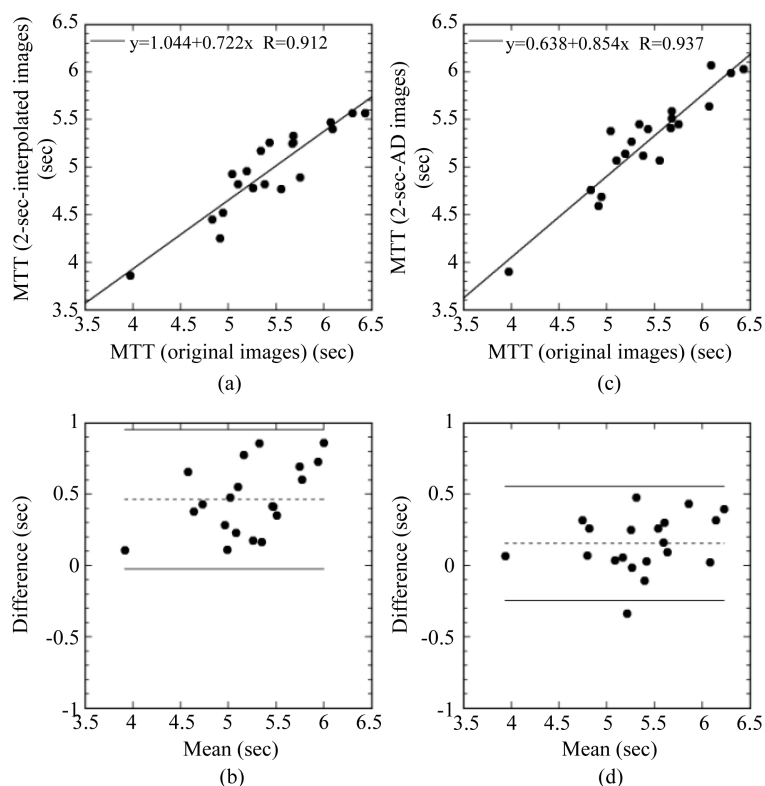 y=1.044+0.722x R=0.912
MTT (2-sec-interpolated images)
(sec)
6.5
6
5.5
5
4.5
4
3.5
3.5 4 4.5 5 5.5 6 6.5
MTT (original images) (sec)
(a)
y=0.638+0.854x R=0.937
MTT (2-sec-AD images)
(sec)
6.5
6
5.5
5
4.5
4
3.5
3.5 4 4.5 5 5.5 6 6.5
MTT (original images) (sec)
(c)
Difference (sec)
1
0.5
0
-0.5
-1
3.5 4 4.5 5 5.5 6 6.5
Mean (sec)
(b)
Difference (sec)
1
0.5
0
-0.5
-1
3.5 4 4.5 5 5.5 6 6.5
Mean (sec)
(d)